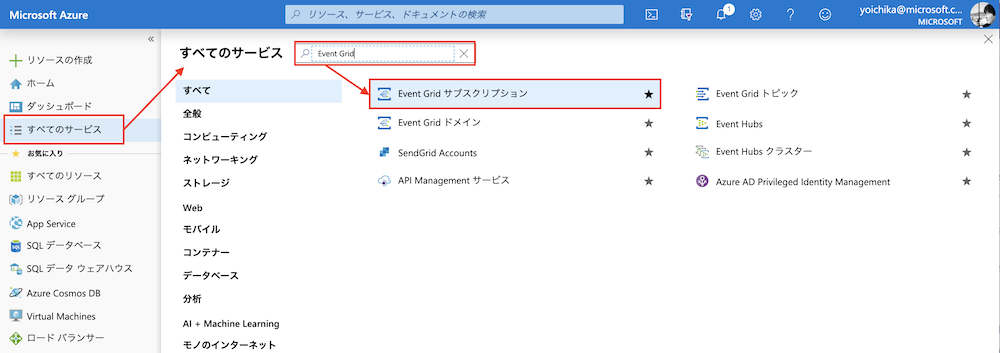 Microsoft Azure
リソース、サービス、ドキュメントの検索
1
yoichika@microsoft.c...
MICROSOFT
«
リソースの作成
ホーム
ダッシュボード
すべてのサービス
お気に入り
すべてのリソース
リソース グループ
App Service
SQL データベース
SQL データ ウェアハウス
Azure Cosmos DB
Virtual Machines
ロード バランサー
すべてのサービス
Event Grid
すべて
全般
コンピューティング
ネットワーキング
ストレージ
Web
モバイル
コンテナー
データベース
分析
AI + Machine Learning
モノのインターネット
Event Grid サブスクリプション
Event Grid トピック
Event Grid ドメイン
Event Hubs
SendGrid Accounts
Event Hubs クラスター
API Management サービス
Azure AD Privileged Identity Management